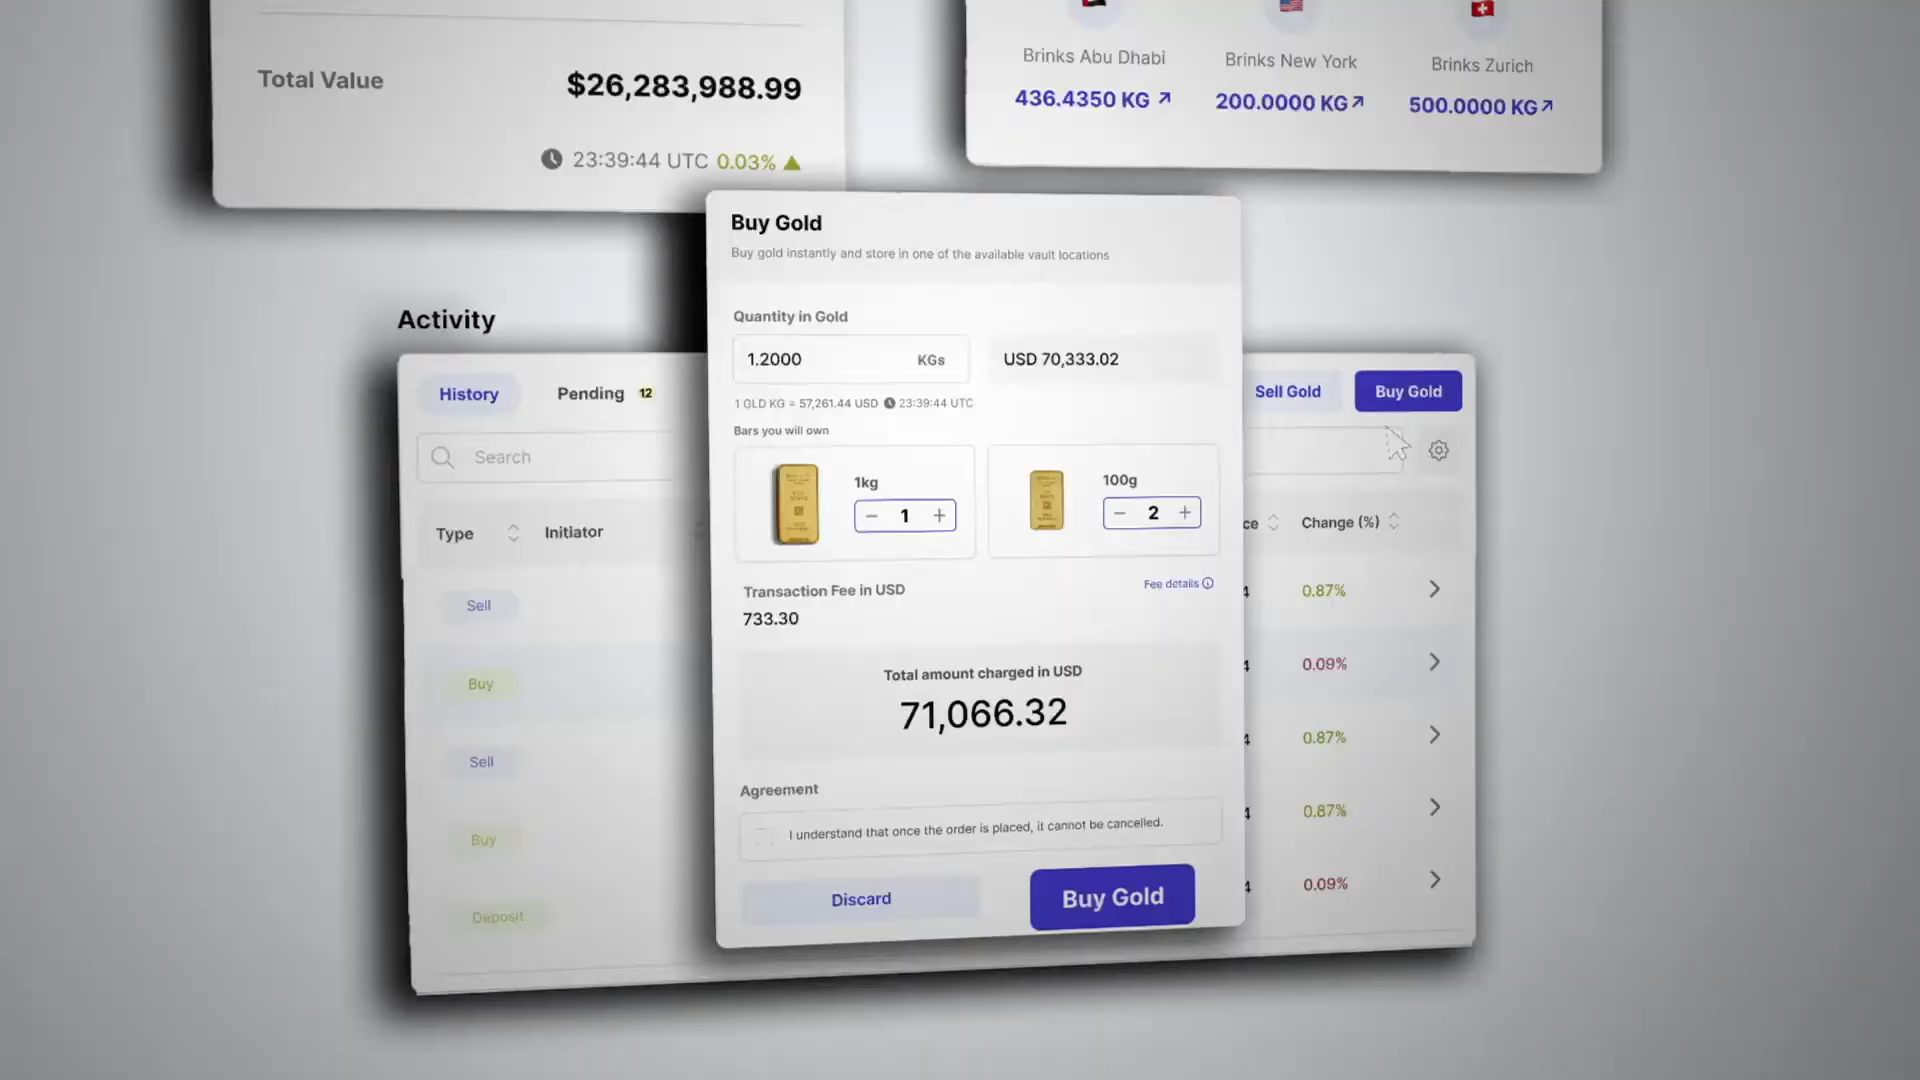 Total Value
$26,283,988.99
23:39:44 UTC 0.03%
Brinks Abu Dhabi
436.4350 KG
Brinks New York
200.0000 KG
Brinks Zurich
500.0000 KG
Activity
History
Pending 12
Sell Gold
Buy Gold
Search
Type
Initiator
ce
Change (%)
Sell
4
0.87%
Buy
4
0.09%
Sell
4
0.87%
Buy
4
0.87%
Deposit
4
0.09%
Buy Gold
Buy gold instantly and store in one of the available vault locations
Quantity in Gold
1.2000 KGs
USD 70,333.02
1 GLD KG = 57,261.44 USD 23:39:44 UTC
Bars you will own
1kg
− 1 +
100g
− 2 +
Transaction Fee in USD
Fee details
733.30
Total amount charged in USD
71,066.32
Agreement
I understand that once the order is placed, it cannot be cancelled.
Discard
Buy Gold